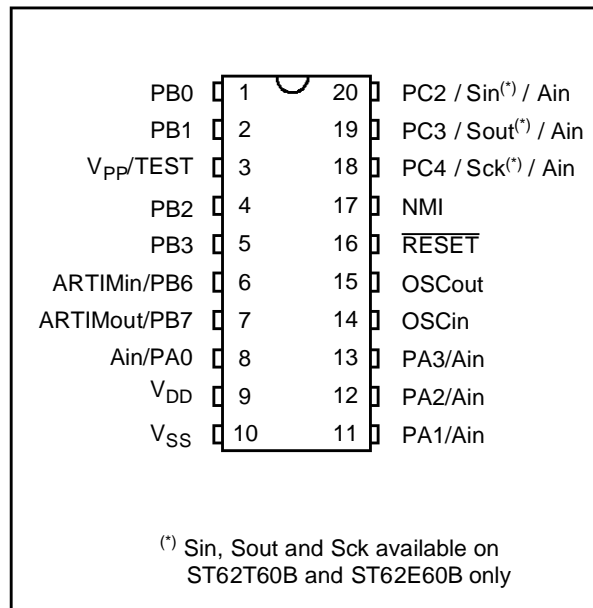 PB0 1 20 PC2 / Sin(*) / Ain
PB1 2 19 PC3 / Sout(*) / Ain
VPP/TEST 3 18 PC4 / Sck(*) / Ain
PB2 4 17 NMI
PB3 5 16 RESET
ARTIMin/PB6 6 15 OSCout
ARTIMout/PB7 7 14 OSCin
Ain/PA0 8 13 PA3/Ain
VDD 9 12 PA2/Ain
VSS 10 11 PA1/Ain
(*) Sin, Sout and Sck available on
ST62T60B and ST62E60B only